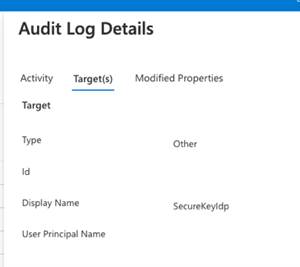 Audit Log Details
Activity Target(s) Modified Properties
Target
Type Other
Id
Display Name SecureKeyIdp
User Principal Name